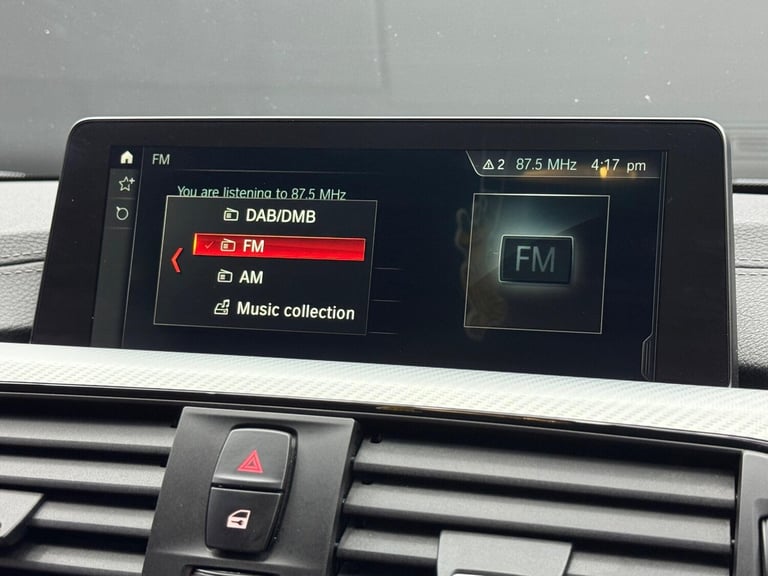 FM
2 87.5 MHz 4:17 pm
You are listening to 87.5 MHz
DAB/DMB
FM
AM
Music collection
FM